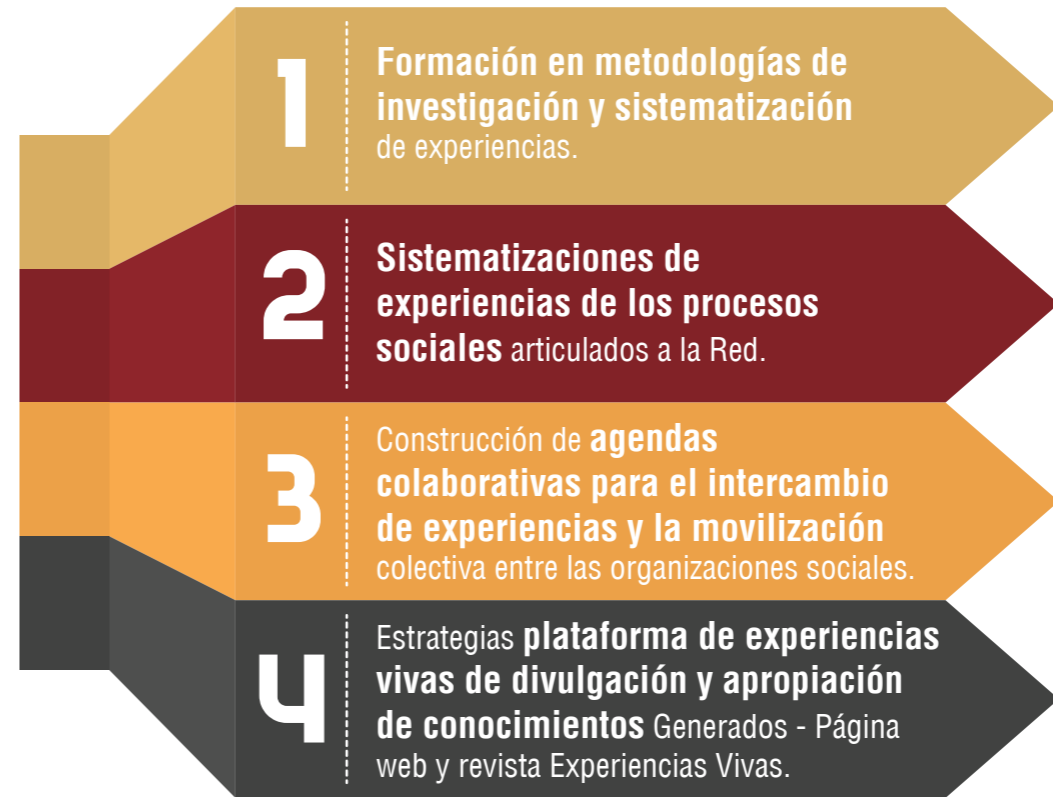 1
Formación en metodologías de
investigación y sistematización
de experiencias.
2
Sistematizaciones de
experiencias de los procesos
sociales articulados a la Red.
3
Construcción de agendas
colaborativas para el intercambio
de experiencias y la movilización
colectiva entre las organizaciones sociales.
4
Estrategias plataforma de experiencias
vivas de divulgación y apropiación
de conocimientos Generados - Página
web y revista Experiencias Vivas.